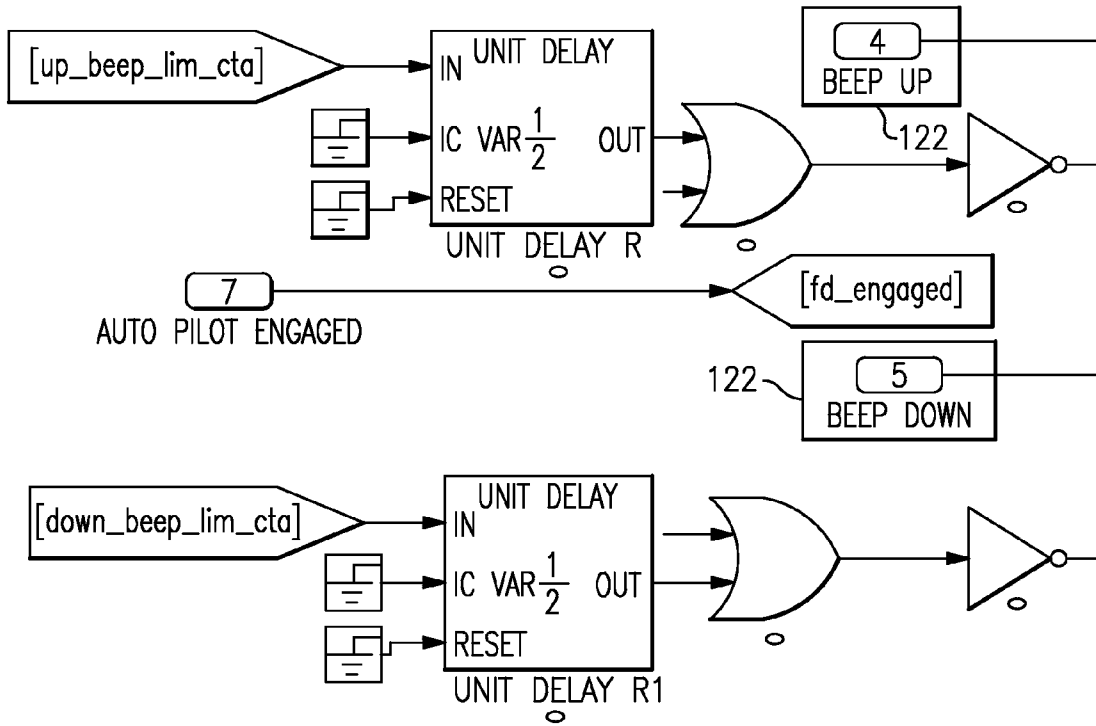 [up_beep_lim_cta]
UNIT DELAY
IN
IC VAR 1/2 OUT
RESET
UNIT DELAY R
4
BEEP UP
122
7
AUTO PILOT ENGAGED
[fd_engaged]
122
5
BEEP DOWN
[down_beep_lim_cta]
UNIT DELAY
IN
IC VAR 1/2 OUT
RESET
UNIT DELAY R1